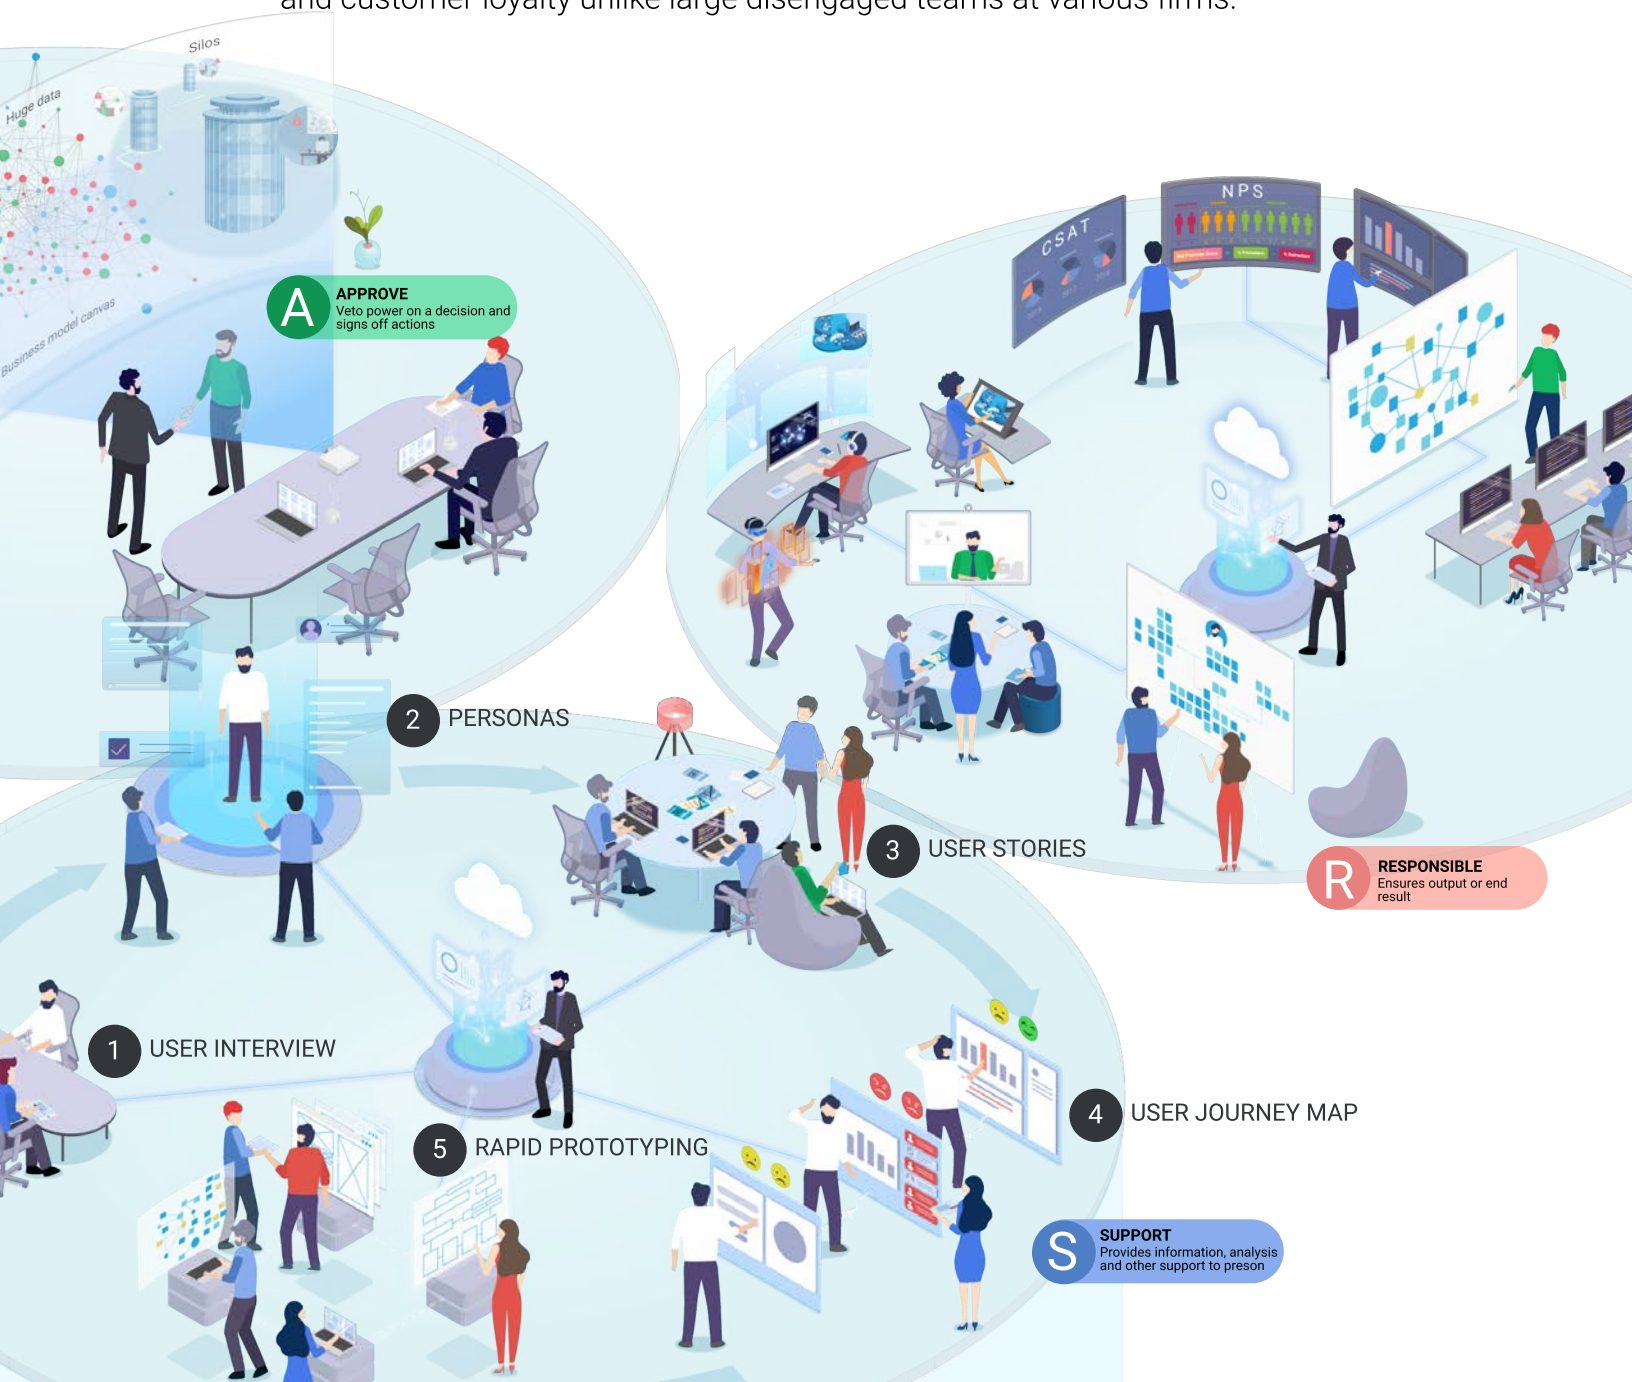 and customer loyalty unlike large disengaged teams at various firms.
Silos
Huge data
Business model canvas
A
APPROVE
Veto power on a decision and
signs off actions
CSAT
NPS
2 PERSONAS
3 USER STORIES
R
RESPONSIBLE
Ensures output or end
result
1 USER INTERVIEW
4 USER JOURNEY MAP
5 RAPID PROTOTYPING
S
SUPPORT
Provides information, analysis
and other support to preson